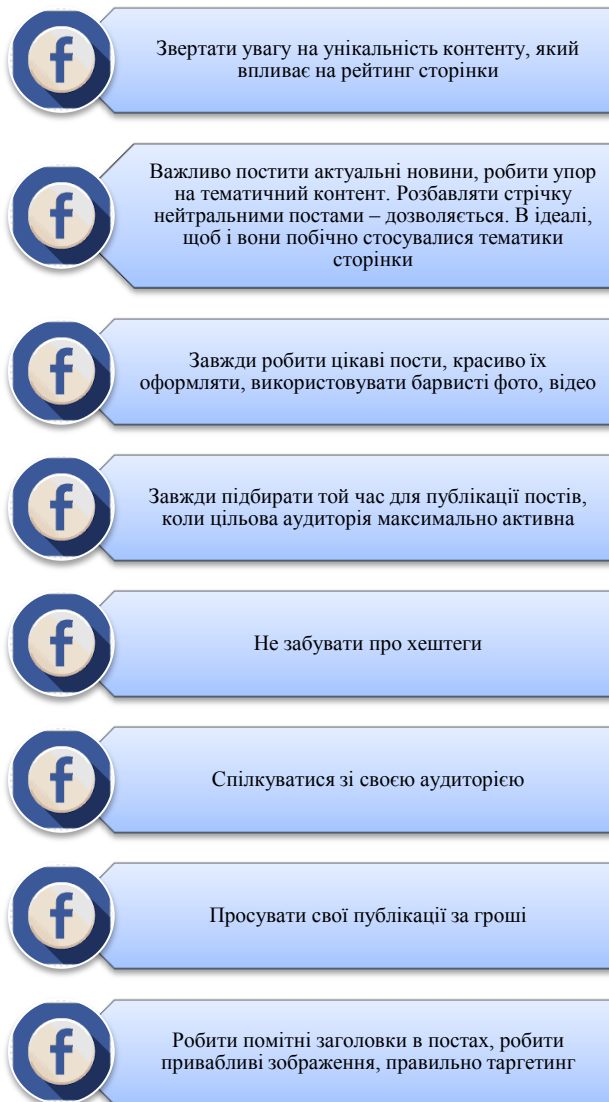 Звертати увагу на унікальність контенту, який
впливає на рейтинг сторінки
Важливо постити актуальні новини, робити упор
на тематичний контент. Розбавляти стрічку
нейтральними постами – дозволяється. В ідеалі,
щоб і вони побічно стосувалися тематики
сторінки
Завжди робити цікаві пости, красиво їх
оформляти, використовувати барвисті фото, відео
Завжди підбирати той час для публікації постів,
коли цільова аудиторія максимально активна
Не забувати про хештеги
Спілкуватися зі своєю аудиторією
Просувати свої публікації за гроші
Робити помітні заголовки в постах, робити
привабливі зображення, правильно таргетинг